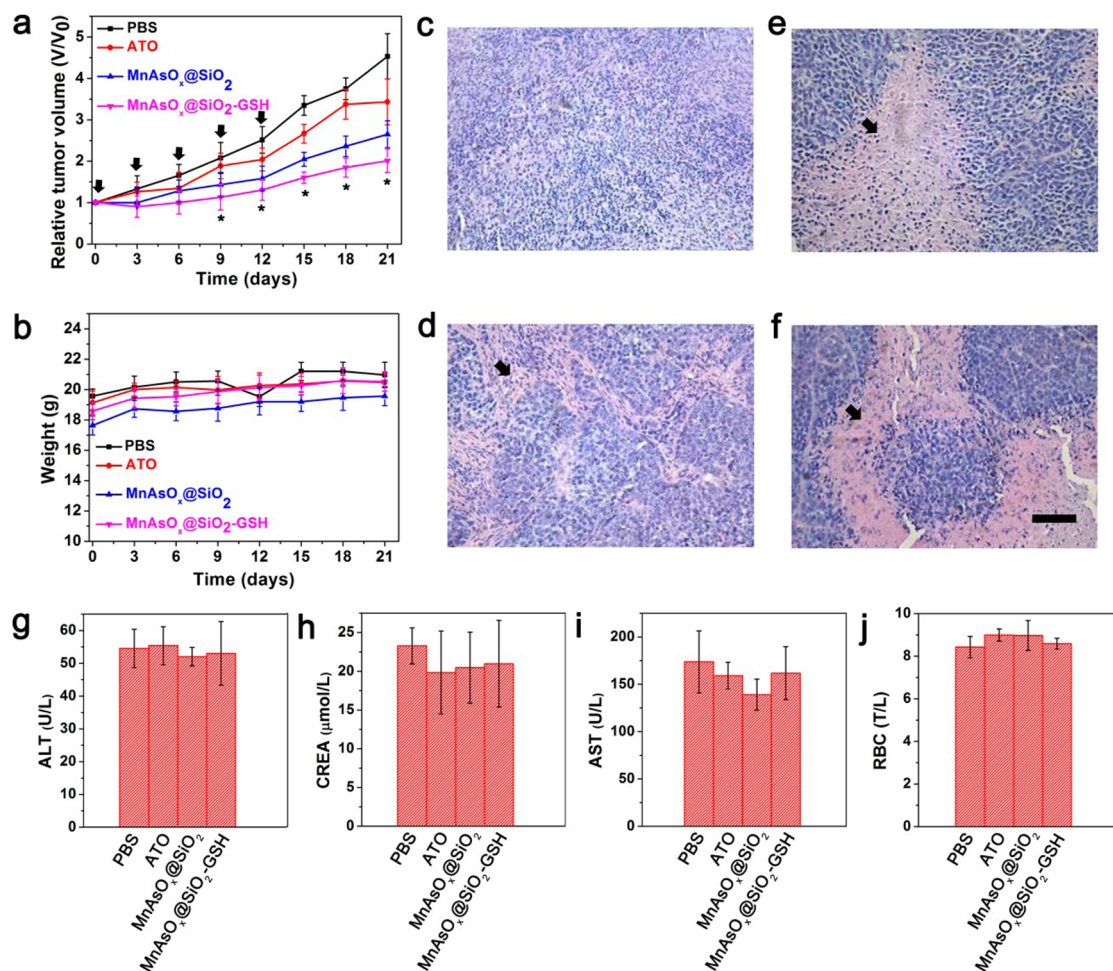 a
Relative tumor volume (V/V0)
5
4
3
2
1
0
PBS
ATO
MnAsOx@SiO2
MnAsOx@SiO2-GSH
* * * * *
0 3 6 9 12 15 18 21
Time (days)
b
Weight (g)
24
22
20
18
16
14
12
10
PBS
ATO
MnAsOx@SiO2
MnAsOx@SiO2-GSH
0 3 6 9 12 15 18 21
Time (days)
c
d
e
f
g
ALT (U/L)
60
50
40
30
20
10
0
PBS
ATO
MnAsOx@SiO2
MnAsOx@SiO2-GSH
h
CREA (μmol/L)
25
20
15
10
5
0
PBS
ATO
MnAsOx@SiO2
MnAsOx@SiO2-GSH
i
AST (U/L)
200
150
100
50
0
PBS
ATO
MnAsOx@SiO2
MnAsOx@SiO2-GSH
j
RBC (T/L)
10
8
6
4
2
0
PBS
ATO
MnAsOx@SiO2
MnAsOx@SiO2-GSH